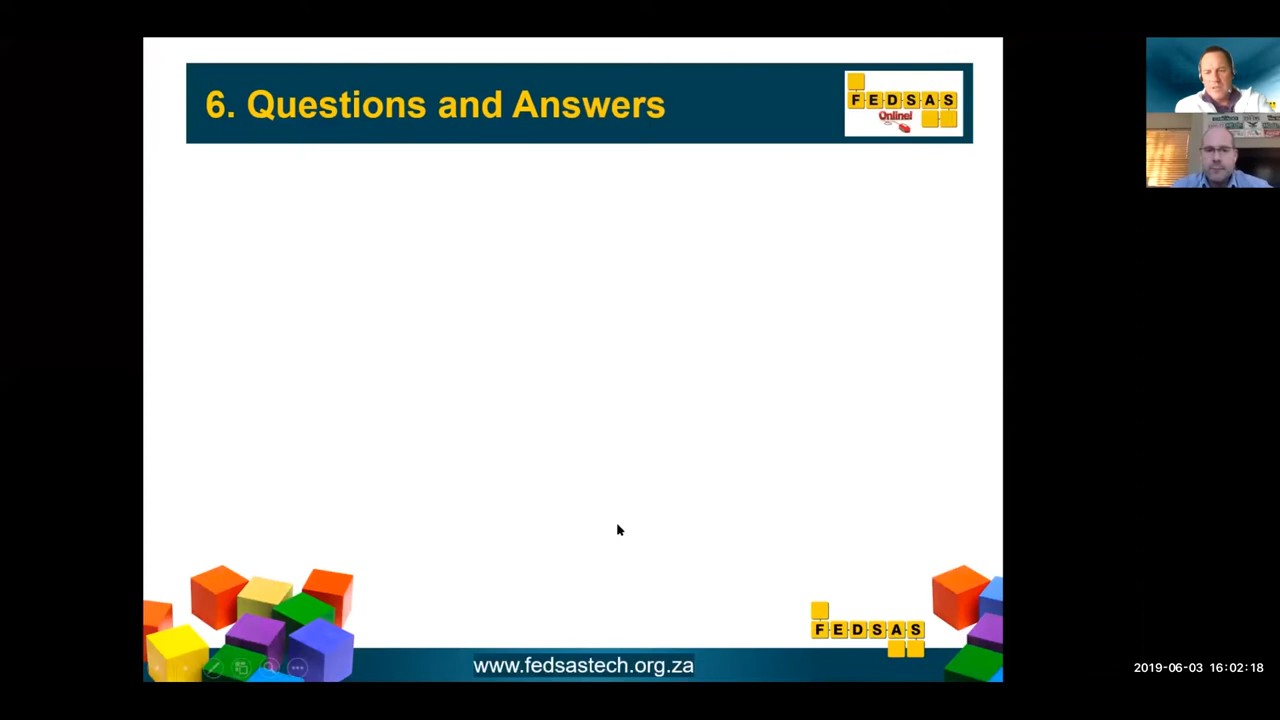 6. Questions and Answers
FEDSAS
Online!
FEDSAS
www.fedsastech.org.za
2019-06-03 16:02:18